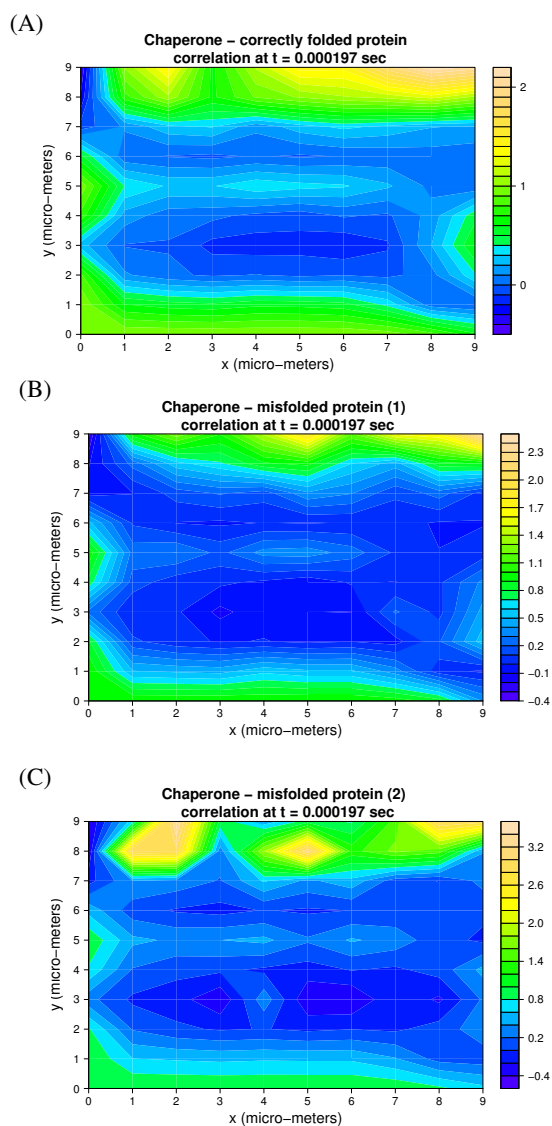 (A)
Chaperone − correctly folded protein
correlation at t = 0.000197 sec
9
8
7
6
5
4
3
2
1
0
y (micro−meters)
0 1 2 3 4 5 6 7 8 9
x (micro−meters)
2
1
0
(B)
Chaperone − misfolded protein (1)
correlation at t = 0.000197 sec
9
8
7
6
5
4
3
2
1
0
y (micro−meters)
0 1 2 3 4 5 6 7 8 9
x (micro−meters)
2.3
2.0
1.7
1.4
1.1
0.8
0.5
0.2
−0.1
−0.4
(C)
Chaperone − misfolded protein (2)
correlation at t = 0.000197 sec
9
8
7
6
5
4
3
2
1
0
y (micro−meters)
0 1 2 3 4 5 6 7 8 9
x (micro−meters)
3.2
2.6
2.0
1.4
0.8
0.2
−0.4